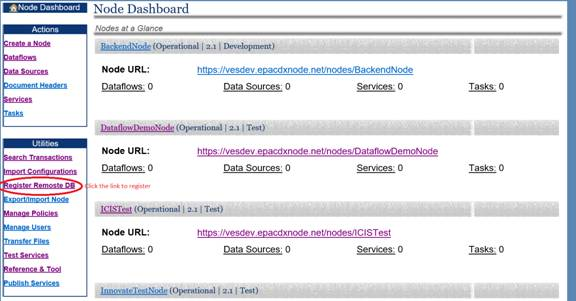 Node Dashboard
Actions
Create a Node
Dataflows
Data Sources
Document Headers
Services
Tasks
Utilities
Search Transactions
Import Configurations
Register Remoste DB
Click the link to register
Export/Import Node
Manage Policies
Manage Users
Transfer Files
Test Services
Reference & Tool
Publish Services
Node Dashboard
Nodes at a Glance
BackendNode (Operational | 2.1 | Development)
Node URL: https://vesdev.epacdxnode.net/nodes/BackendNode
Dataflows: 0 Data Sources: 0 Services: 0 Tasks: 0
DataflowDemoNode (Operational | 2.1 | Test)
Node URL: https://vesdev.epacdxnode.net/nodes/DataflowDemoNode
Dataflows: 0 Data Sources: 0 Services: 0 Tasks: 0
ICISTest (Operational | 2.1 | Test)
Node URL: https://vesdev.epacdxnode.net/nodes/ICISTest
Dataflows: 0 Data Sources: 0 Services: 0 Tasks: 0
InnovateTestNode (Operational | 2.1 | Test)